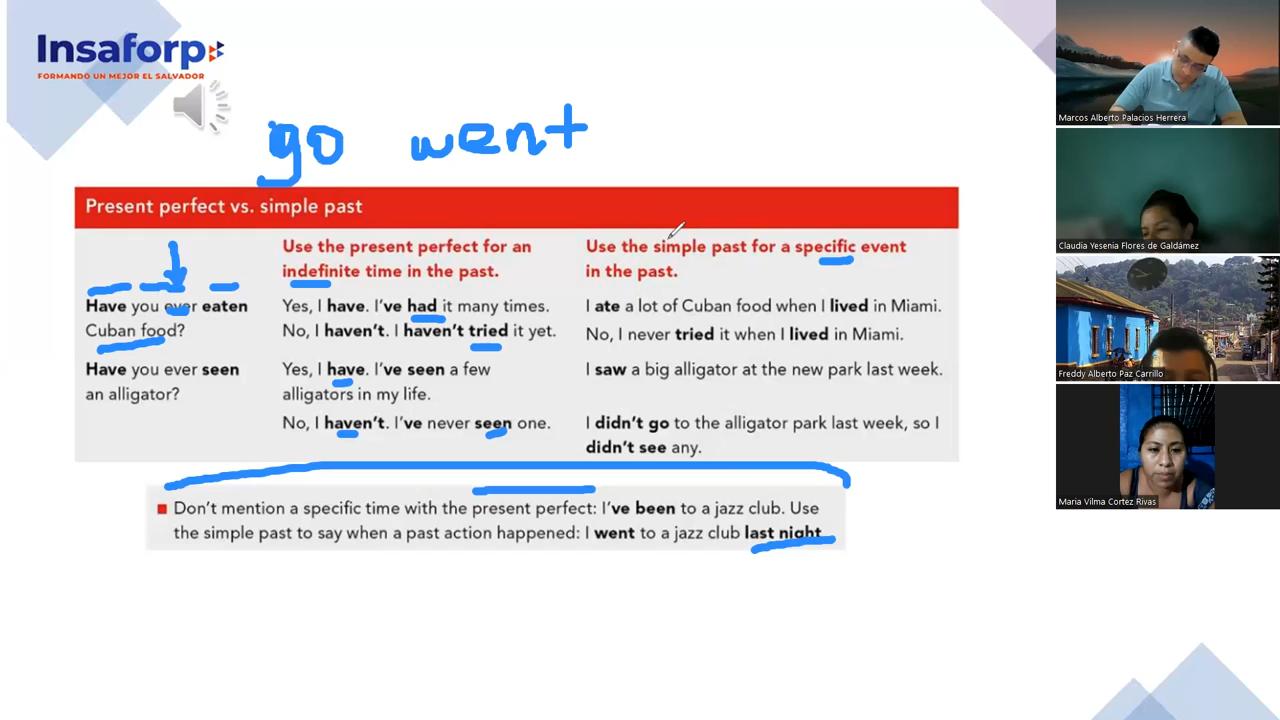 Insaforp
FORMANDO UN MEJOR EL SALVADOR
go went
Present perfect vs. simple past
Use the present perfect for an
indefinite time in the past.
Use the simple past for a specific event
in the past.
Have you ever eaten
Cuban food?
Yes, I have. I've had it many times.
No, I haven't. I haven't tried it yet.
I ate a lot of Cuban food when I lived in Miami.
No, I never tried it when I lived in Miami.
Have you ever seen
an alligator?
Yes, I have. I've seen a few
alligators in my life.
No, I haven't. I've never seen one.
I saw a big alligator at the new park last week.
I didn't go to the alligator park last week, so I
didn't see any.
Don't mention a specific time with the present perfect: I've been to a jazz club. Use
the simple past to say when a past action happened: I went to a jazz club last night.
Marcos Alberto Palacios Herrera
Claudia Yesenia Flores de Galdámez
Freddy Alberto Paz Carrillo
Maria Vilma Cortez Rivas